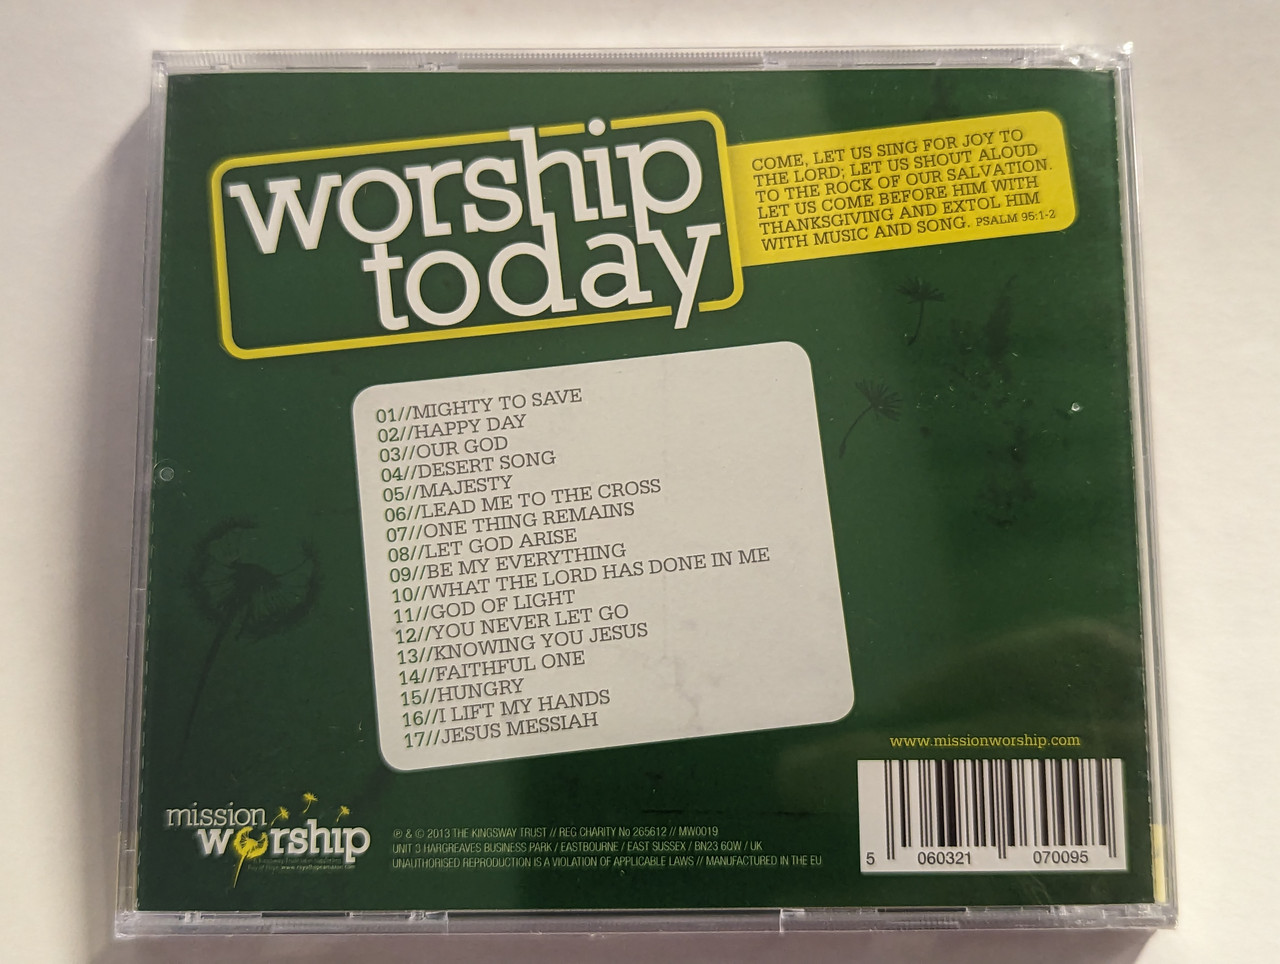 worship
today
COME, LET US SING FOR JOY TO
THE LORD; LET US SHOUT ALOUD
TO THE ROCK OF OUR SALVATION.
LET US COME BEFORE HIM WITH
THANKSGIVING AND EXTOL HIM
WITH MUSIC AND SONG. PSALM 95:1-2
01//MIGHTY TO SAVE
02//HAPPY DAY
03//OUR GOD
04//DESERT SONG
05//MAJESTY
06//LEAD ME TO THE CROSS
07//ONE THING REMAINS
08//LET GOD ARISE
09//BE MY EVERYTHING
10//WHAT THE LORD HAS DONE IN ME
11//GOD OF LIGHT
12//YOU NEVER LET GO
13//KNOWING YOU JESUS
14//FAITHFUL ONE
15//HUNGRY
16//I LIFT MY HANDS
17//JESUS MESSIAH
www.missionworship.com
mission
worship
℗ & © 2013 THE KINGSWAY TRUST // REG CHARITY No 265612 // MW0019
UNIT 3 HARGREAVES BUSINESS PARK / EASTBOURNE / EAST SUSSEX / BN23 6QW / UK
UNAUTHORISED REPRODUCTION IS A VIOLATION OF APPLICABLE LAWS // MANUFACTURED IN THE EU
5 060321 070095